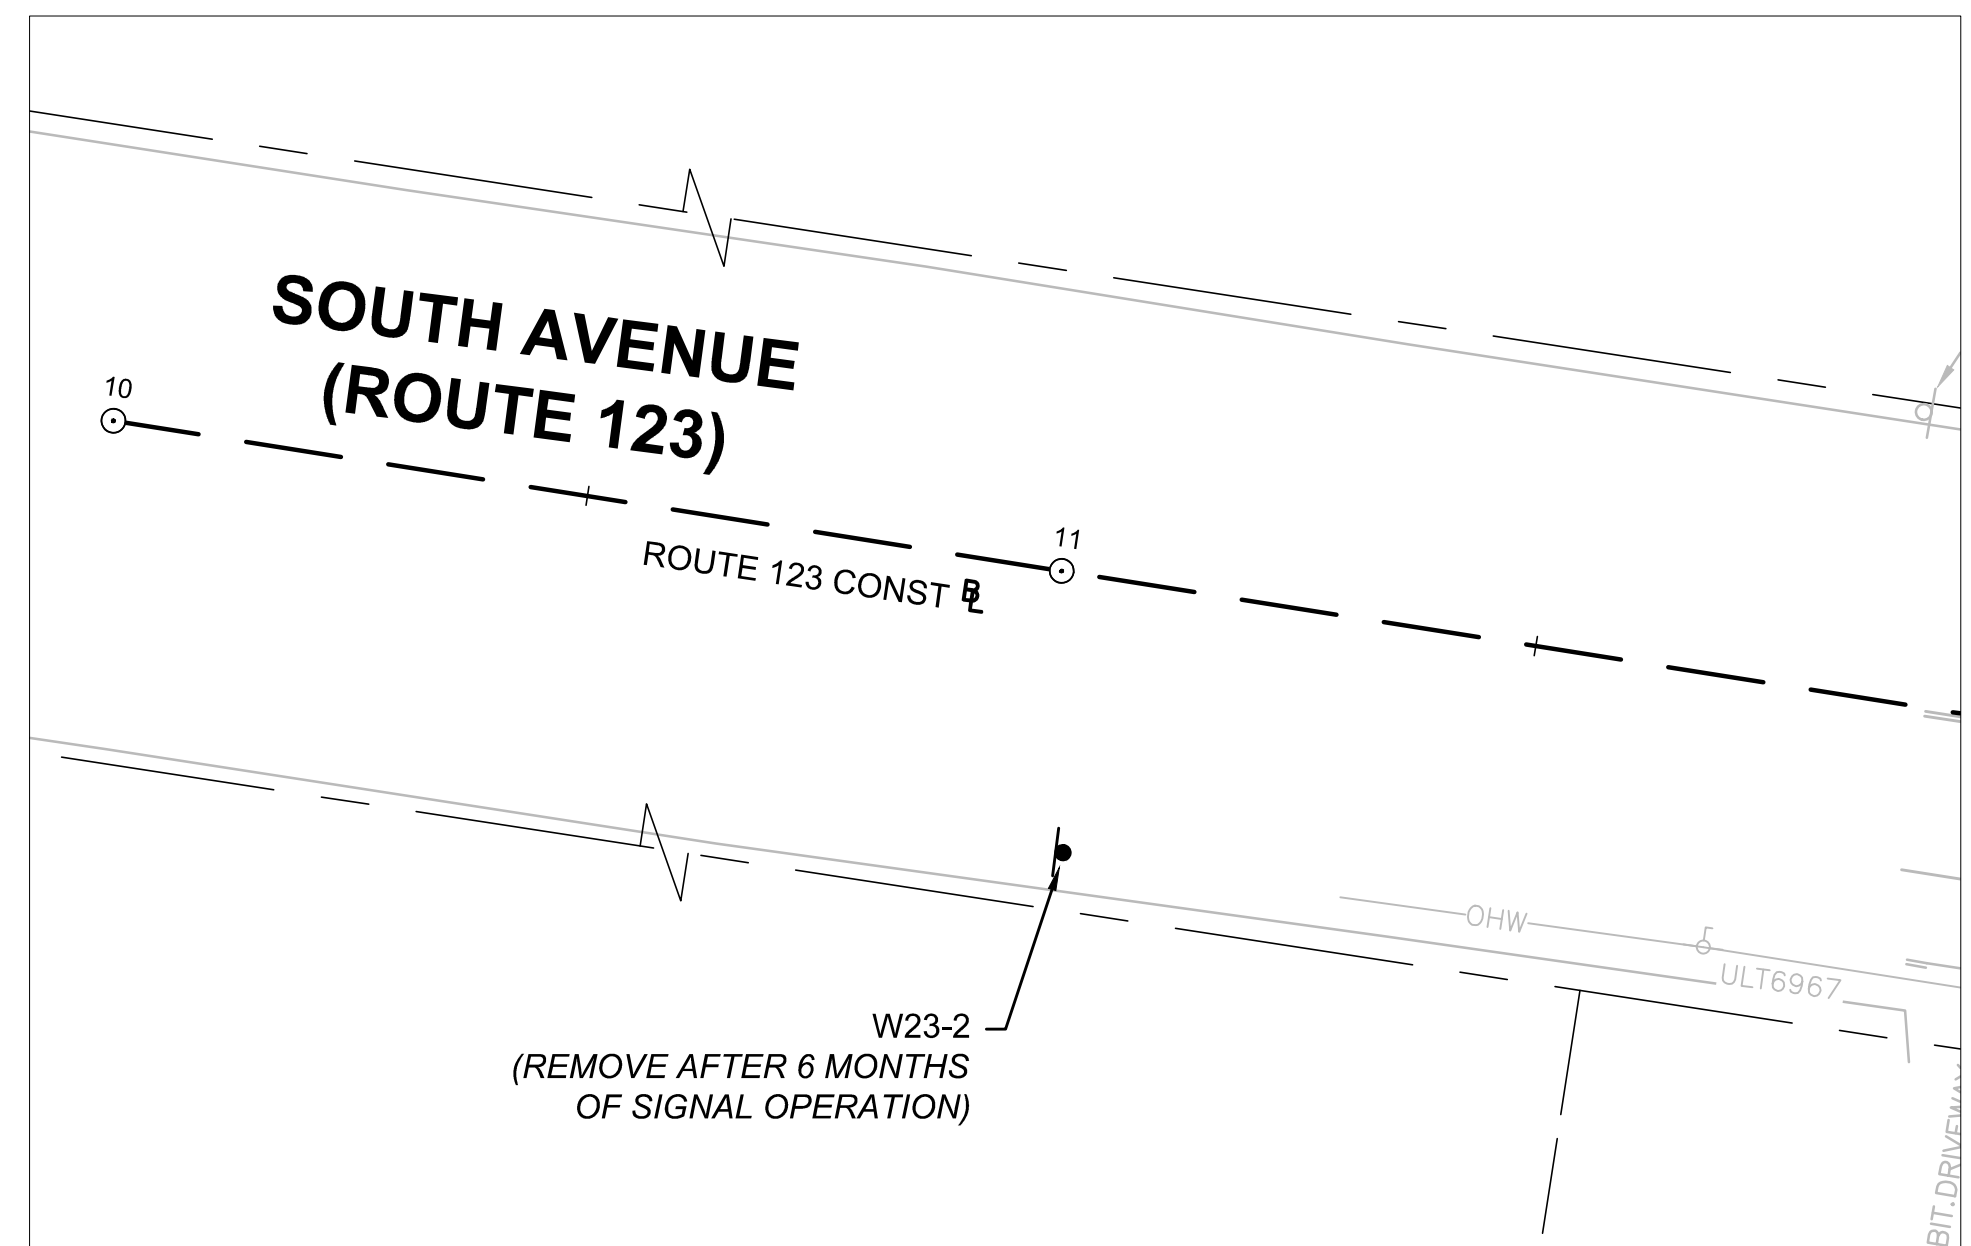 SOUTH AVENUE
(ROUTE 123)
10
11
ROUTE 123 CONST BL
OHW
ULT6967
W23-2
(REMOVE AFTER 6 MONTHS
OF SIGNAL OPERATION)
BIT.DRIVEWAY